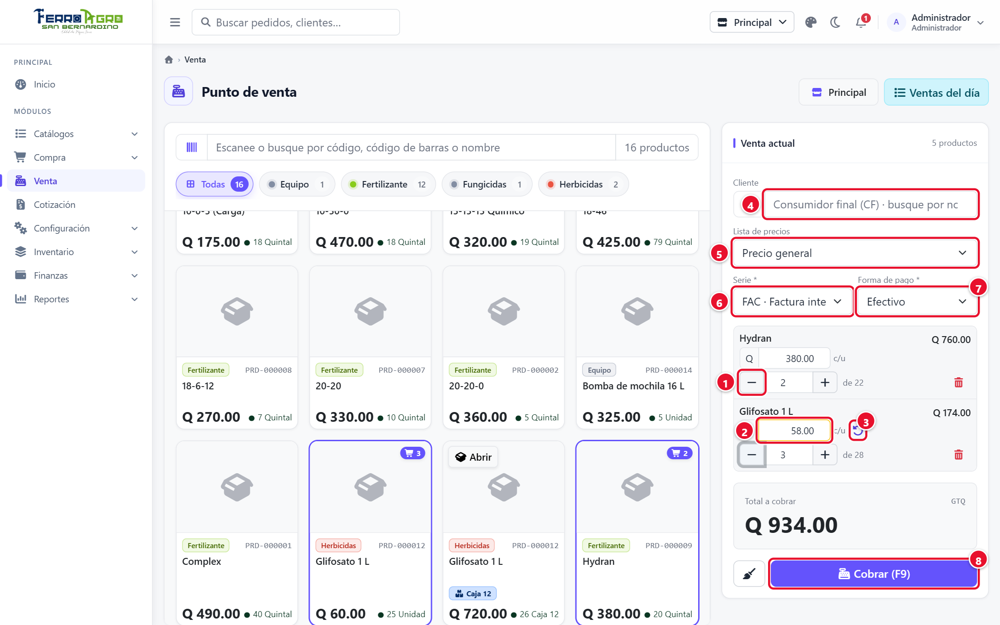 FERRO AGRO
SAN BERNARDINO
Buscar pedidos, clientes...
Principal
1
A
Administrador
Administrador
PRINCIPAL
Inicio
MÓDULOS
Catálogos
Compra
Venta
Cotización
Configuración
Inventario
Finanzas
Reportes
› Venta
Punto de venta
Principal
Ventas del día
Escanee o busque por código, código de barras o nombre
16 productos
Todas 16
Equipo 1
Fertilizante 12
Fungicidas 1
Herbicidas 2
10-0-5 (Carga)
10-50-0
15-15-15 Químico
18-46
Q 175.00 18 Quintal
Q 470.00 18 Quintal
Q 320.00 19 Quintal
Q 425.00 79 Quintal
Fertilizante PRD-000008
18-6-12
Q 270.00 7 Quintal
Fertilizante PRD-000007
20-20
Q 330.00 10 Quintal
Fertilizante PRD-000002
20-20-0
Q 360.00 5 Quintal
Equipo PRD-000014
Bomba de mochila 16 L
Q 325.00 5 Unidad
Fertilizante PRD-000001
Complex
Q 490.00 40 Quintal
3
Herbicidas PRD-000012
Glifosato 1 L
Q 60.00 25 Unidad
Abrir
Herbicidas PRD-000012
Glifosato 1 L
Caja 12
Q 720.00 26 Caja 12
2
Fertilizante PRD-000009
Hydran
Q 380.00 20 Quintal
Venta actual
5 productos
Cliente
4
Consumidor final (CF) · busque por nc
Lista de precios
5
Precio general
Serie *
6
FAC · Factura inte
Forma de pago *
7
Efectivo
Hydran
Q 760.00
Q 380.00 c/u
1
− 2 + de 22
Glifosato 1 L
Q 174.00
2
58.00 c/u
3
− 3 + de 28
Total a cobrar
GTQ
Q 934.00
8
Cobrar (F9)